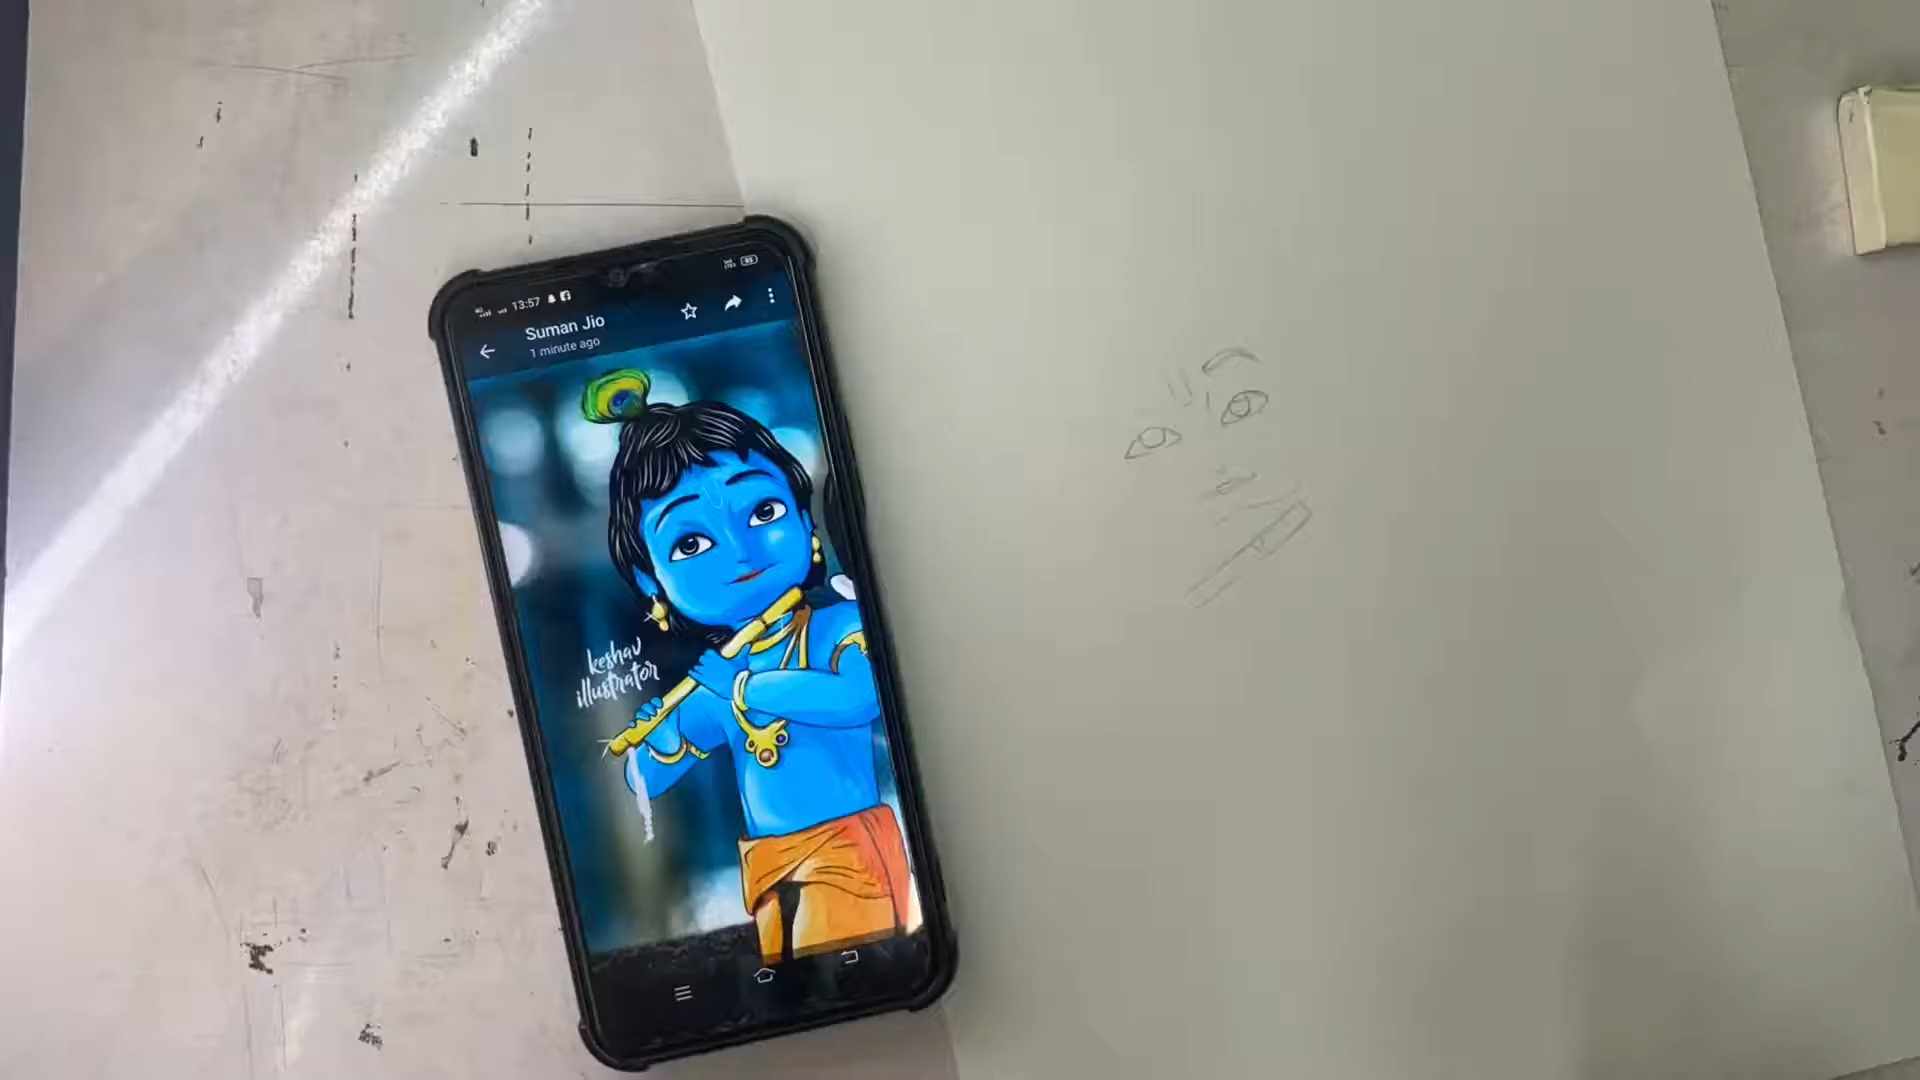 13:57
Suman Jio
1 minute ago
keshav
illustrator